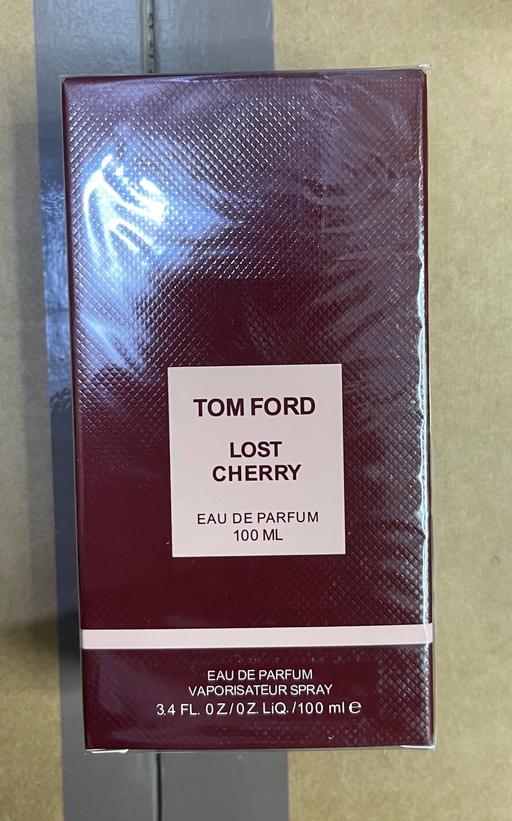 TOM FORD
LOST
CHERRY
EAU DE PARFUM
100 ML
EAU DE PARFUM
VAPORISATEUR SPRAY
3.4 FL. 0Z/0Z. LiQ./100 ml ℮